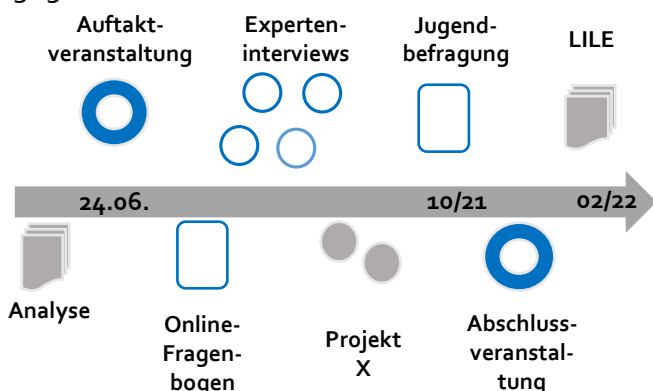 Auftakt-
veranstaltung
Experten-
interviews
Jugend-
befragung
LILE
24.06.
10/21
02/22
Analyse
Online-
Fragen-
bogen
Projekt
X
Abschluss-
veranstal-
tung